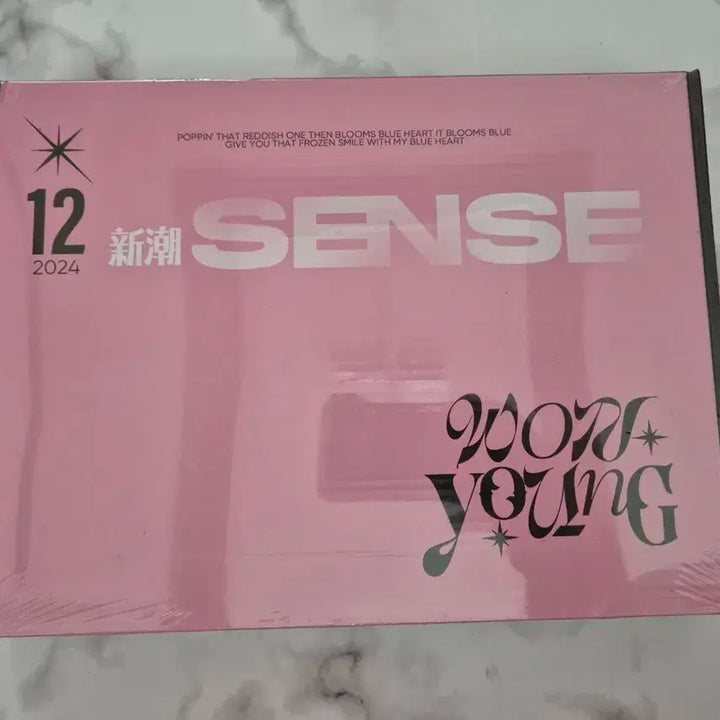 POPPIN' THAT REDDISH ONE THEN BLOOMS BLUE HEART IT BLOOMS BLUE
GIVE YOU THAT FROZEN SMILE WITH MY BLUE HEART
12
2024
新潮 SENSE
WON
YOUNG